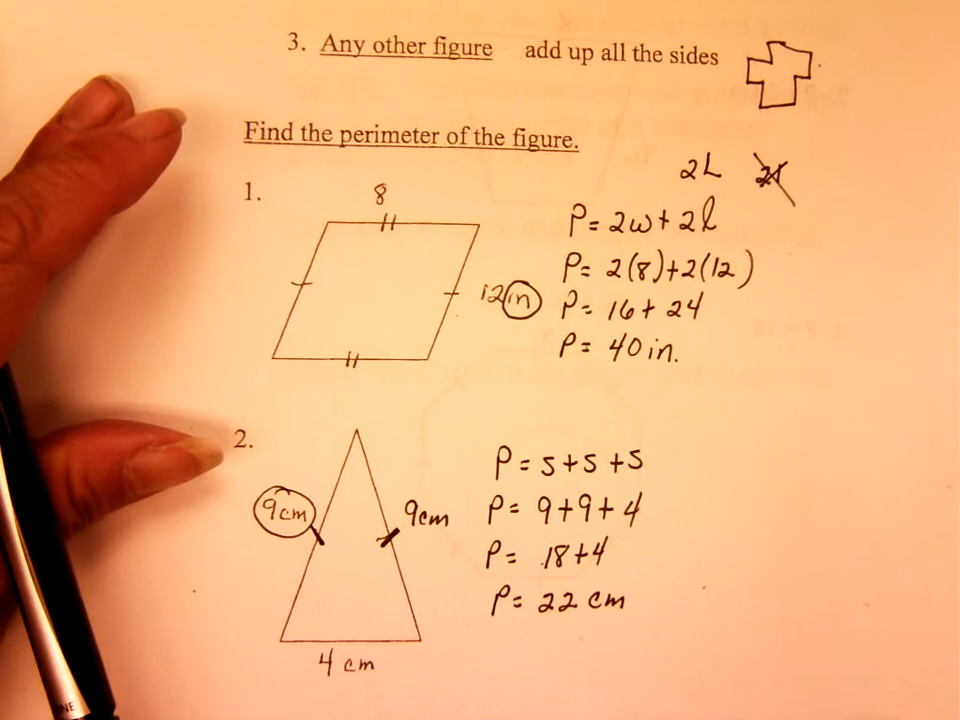 3. Any other figure add up all the sides
Find the perimeter of the figure.
2L
1.
8
12 in
P = 2w + 2l
P = 2(8) + 2(12)
P = 16 + 24
P = 40 in.
2.
9cm
9cm
4 cm
P = s + s + s
P = 9 + 9 + 4
P = 18 + 4
P = 22 cm
NE